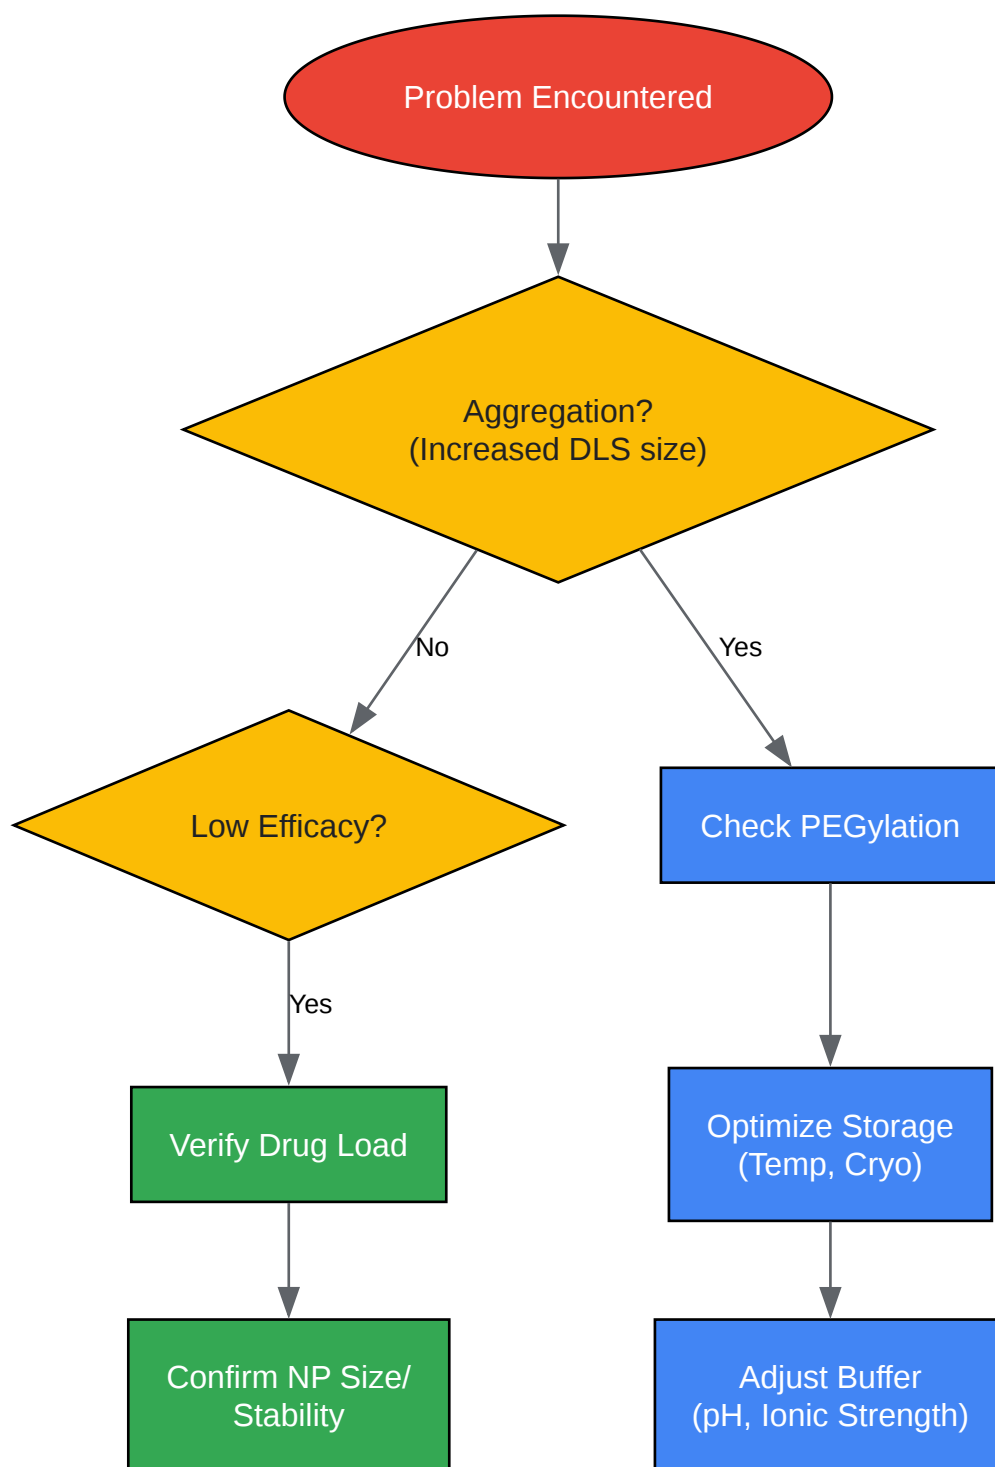 Problem Encountered
Aggregation?
(Increased DLS size)
No
Yes
Low Efficacy?
Check PEGylation
Yes
Verify Drug Load
Optimize Storage
(Temp, Cryo)
Confirm NP Size/
Stability
Adjust Buffer
(pH, Ionic Strength)